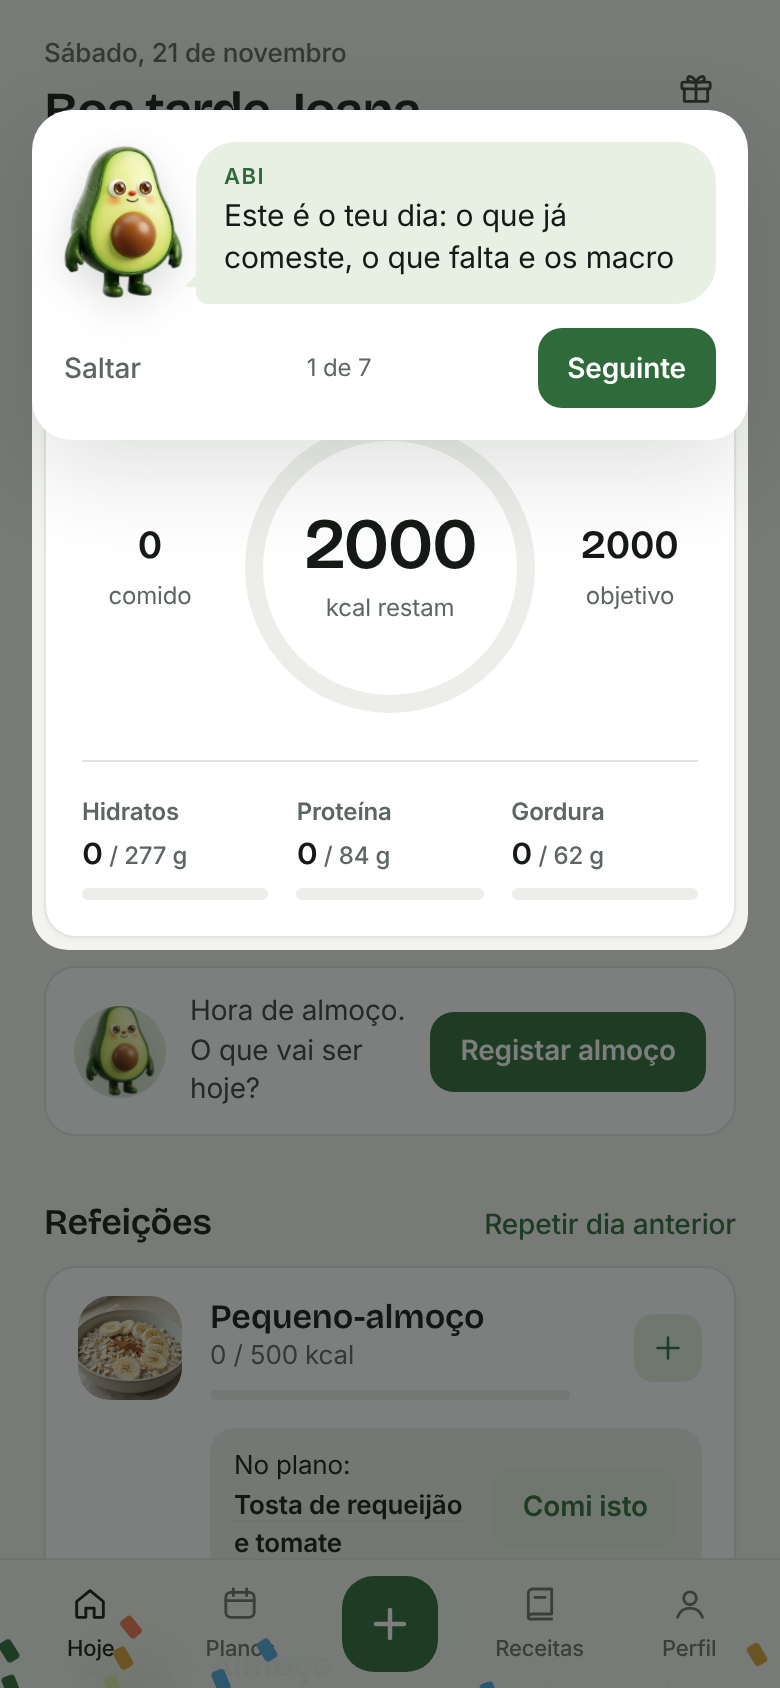 Sábado, 21 de novembro
Boa tarde, Joana
ABI
Este é o teu dia: o que já
comeste, o que falta e os macro
Saltar
1 de 7
Seguinte
0
comido
2000
kcal restam
2000
objetivo
Hidratos
0 / 277 g
Proteína
0 / 84 g
Gordura
0 / 62 g
Hora de almoço.
O que vai ser
hoje?
Registar almoço
Refeições
Repetir dia anterior
Pequeno-almoço
0 / 500 kcal
No plano:
Tosta de requeijão
e tomate
Comi isto
Hoje
Plano
Receitas
Perfil